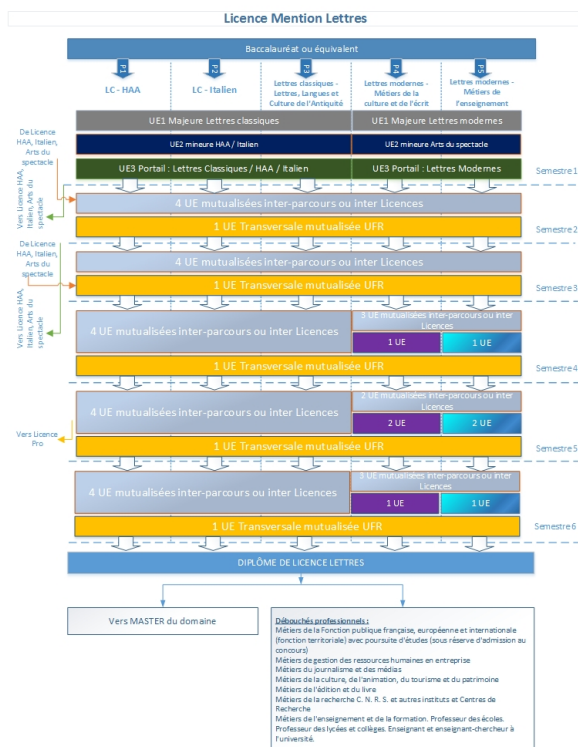 Licence Mention Lettres
Baccalauréat ou équivalent
P1
P2
P3
P4
P5
LC - HAA
LC - Italien
Lettres classiques -
Lettres, Langues et
Culture de l'Antiquité
Lettres modernes -
Métiers de la
culture et de l'écrit
Lettres modernes -
Métiers de
l'enseignement
UE1 Majeure Lettres classiques
UE1 Majeure Lettres modernes
De Licence
HAA, Italien,
Arts du
spectacle
UE2 mineure HAA / Italien
UE2 mineure Arts du spectacle
UE3 Portail : Lettres Classiques / HAA / Italien
UE3 Portail : Lettres Modernes
Semestre 1
Vers Licence HAA,
Italien, Arts du
spectacle
4 UE mutualisées inter-parcours ou inter Licences
1 UE Transversale mutualisée UFR
Semestre 2
De Licence
HAA, Italien,
Arts du
spectacle
4 UE mutualisées inter-parcours ou inter Licences
1 UE Transversale mutualisée UFR
Semestre 3
Vers Licence HAA,
Italien, Arts du
spectacle
4 UE mutualisées inter-parcours ou inter Licences
3 UE mutualisées inter-parcours ou inter
Licences
1 UE
1 UE
1 UE Transversale mutualisée UFR
Semestre 4
4 UE mutualisées inter-parcours ou inter Licences
2 UE mutualisées inter-parcours ou inter
Licences
2 UE
2 UE
Vers Licence
Pro
1 UE Transversale mutualisée UFR
Semestre 5
4 UE mutualisées inter-parcours ou inter Licences
3 UE mutualisées inter-parcours ou inter
Licences
1 UE
1 UE
1 UE Transversale mutualisée UFR
Semestre 6
DIPLÔME DE LICENCE LETTRES
Vers MASTER du domaine
Débouchés professionnels :
Métiers de la Fonction publique française, européenne et internationale
(fonction territoriale) avec poursuite d'études (sous réserve d'admission au
concours)
Métiers de gestion des ressources humaines en entreprise
Métiers du journalisme et des médias
Métiers de la culture, de l'animation, du tourisme et du patrimoine
Métiers de l'édition et du livre
Métiers de la recherche C. N. R. S. et autres instituts et Centres de
Recherche
Métiers de l'enseignement et de la formation. Professeur des écoles.
Professeur des lycées et collèges. Enseignant et enseignant-chercheur à
l'université.